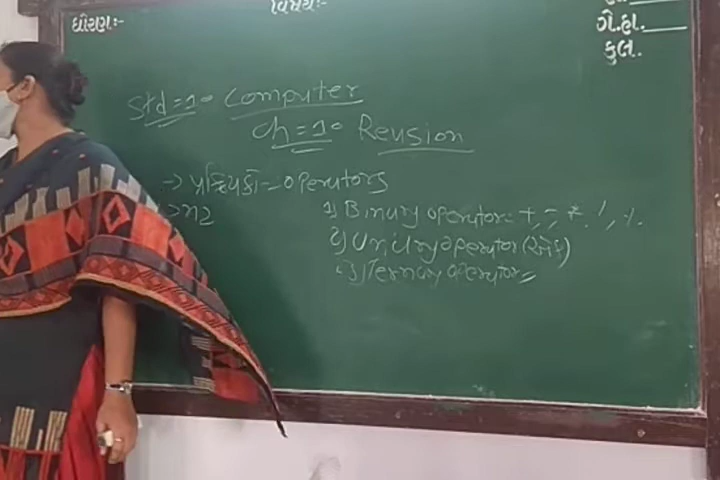 ધોરણ:- વિષય:-
ગે.હા.
કુલ.
Std = 10 Computer
ch = 10 Revision
-> પ્રક્રિયકો - operators
1) Binary operator:- +, -, *, /, %.
2) Unary operator (એક)
3) Ternary operator